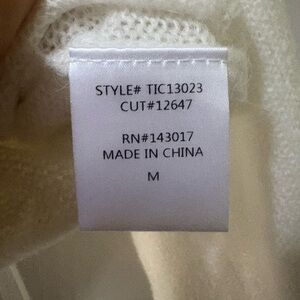 STYLE# TIC13023
CUT#12647
RN#143017
MADE IN CHINA
M